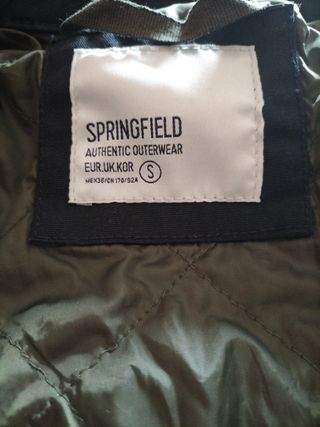 SPRINGFIELD
AUTHENTIC OUTERWEAR
EUR.UK.KOR S
MEX36/CN 170/92A